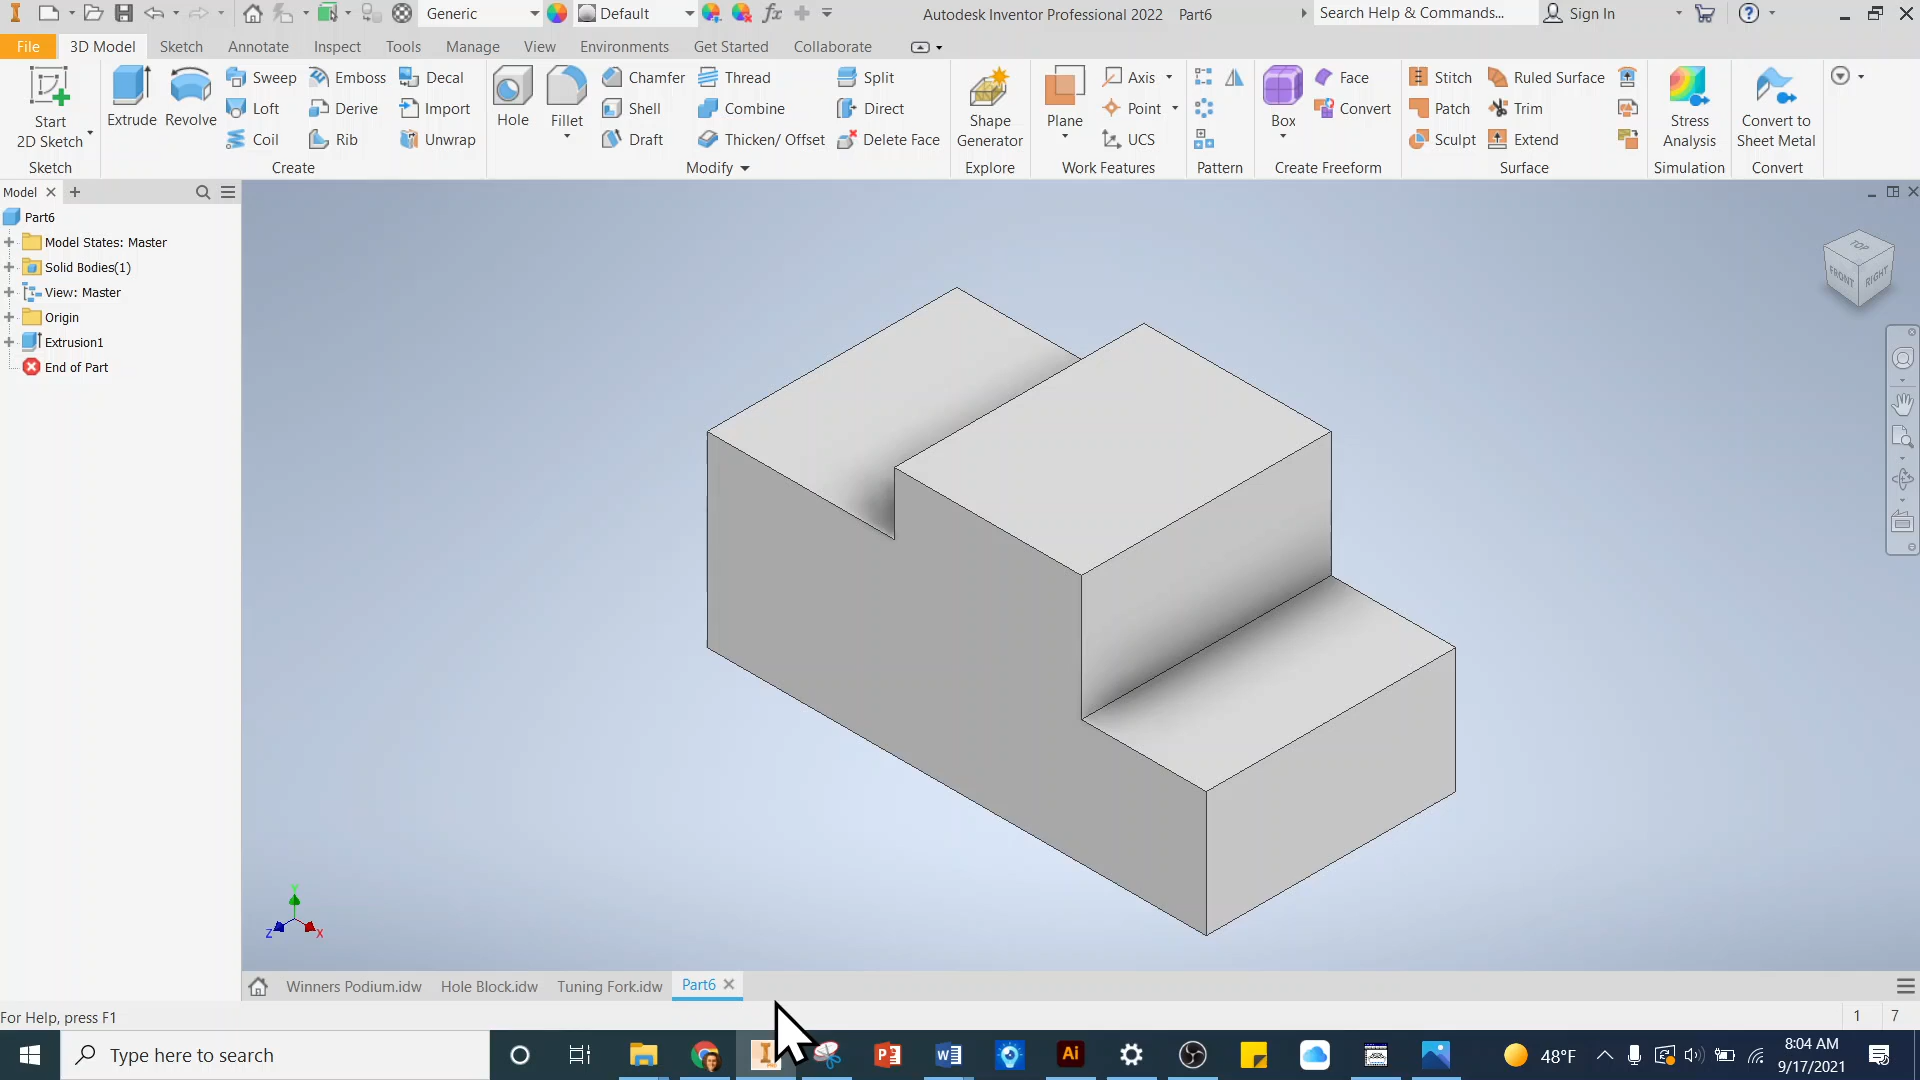 Generic
Default
Autodesk Inventor Professional 2022 Part6
Search Help & Commands...
Sign In
File
3D Model
Sketch
Annotate
Inspect
Tools
Manage
View
Environments
Get Started
Collaborate
Start
2D Sketch
Sketch
Extrude
Revolve
Sweep
Emboss
Decal
Loft
Derive
Import
Coil
Rib
Unwrap
Create
Hole
Fillet
Chamfer
Thread
Split
Shell
Combine
Direct
Draft
Thicken/ Offset
Delete Face
Modify
Shape
Generator
Explore
Plane
Axis
Point
UCS
Work Features
Pattern
Box
Face
Convert
Create Freeform
Stitch
Ruled Surface
Patch
Trim
Sculpt
Extend
Surface
Stress
Analysis
Simulation
Convert to
Sheet Metal
Convert
Model
Part6
Model States: Master
Solid Bodies(1)
View: Master
Origin
Extrusion1
End of Part
TOP
FRONT
RIGHT
Y
Z
X
Winners Podium.idw
Hole Block.idw
Tuning Fork.idw
Part6
For Help, press F1
1 7
Type here to search
48°F
8:04 AM
9/17/2021